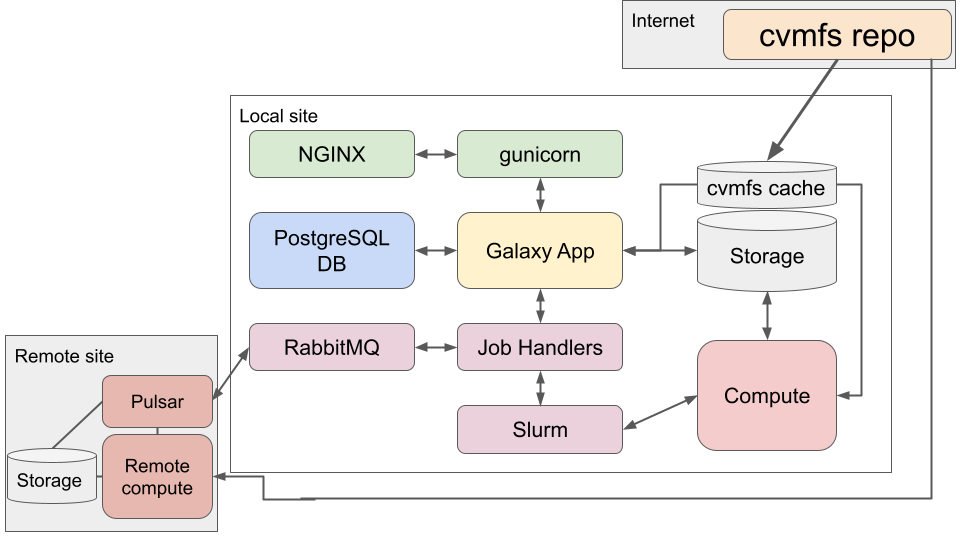 Internet
cvmfs repo
Local site
NGINX
gunicorn
cvmfs cache
PostgreSQL
DB
Galaxy App
Storage
RabbitMQ
Job Handlers
Compute
Slurm
Remote site
Pulsar
Storage
Remote
compute